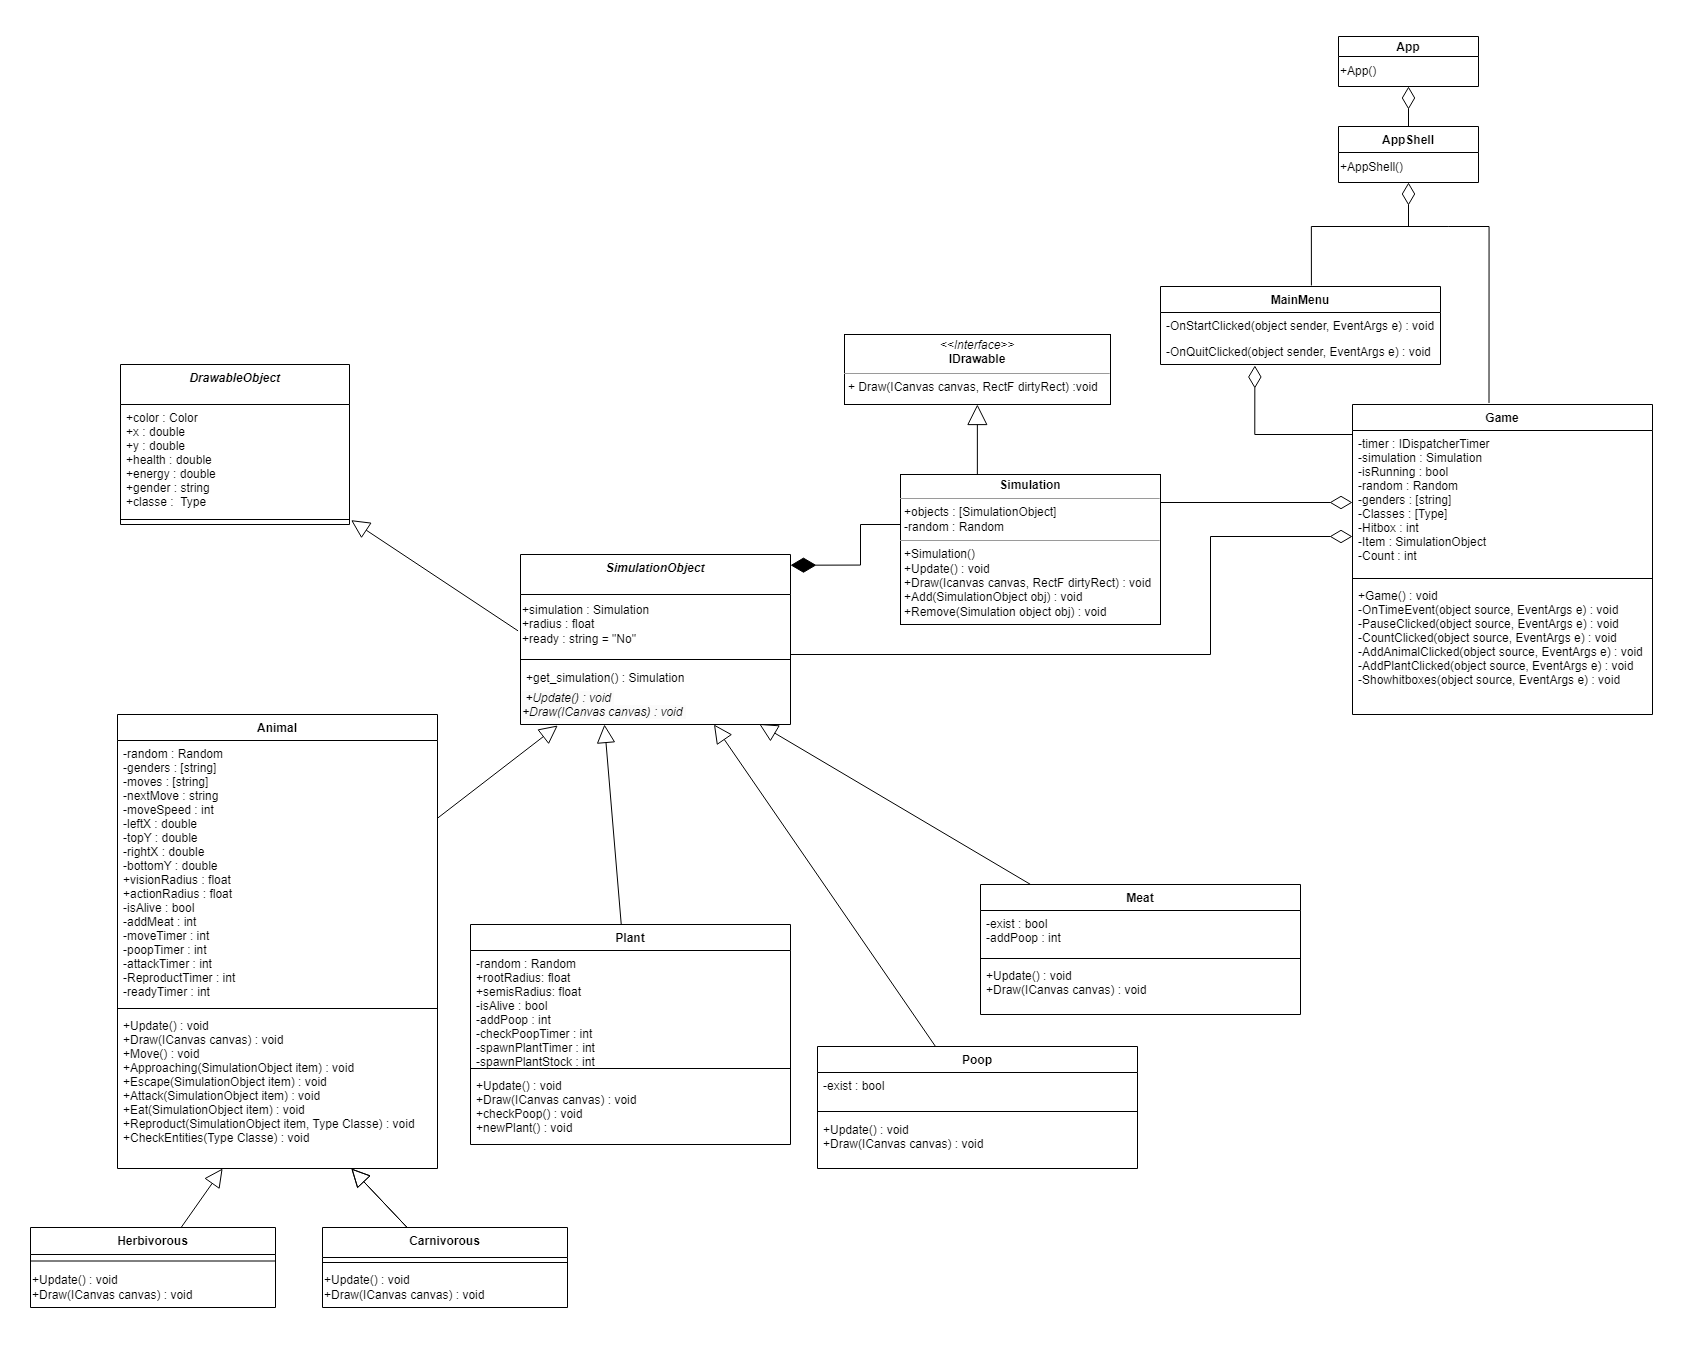 App
+App()
AppShell
+AppShell()
MainMenu
-OnStartClicked(object sender, EventArgs e) : void
-OnQuitClicked(object sender, EventArgs e) : void
<<Interface>>
IDrawable
+ Draw(ICanvas canvas, RectF dirtyRect) :void
DrawableObject
+color : Color
+x : double
+y : double
+health : double
+energy : double
+gender : string
+classe :  Type
Game
-timer : IDispatcherTimer
-simulation : Simulation
-isRunning : bool
-random : Random
-genders : [string]
-Classes : [Type]
-Hitbox : int
-Item : SimulationObject
-Count : int
+Game() : void
-OnTimeEvent(object source, EventArgs e) : void
-PauseClicked(object source, EventArgs e) : void
-CountClicked(object source, EventArgs e) : void
-AddAnimalClicked(object source, EventArgs e) : void
-AddPlantClicked(object source, EventArgs e) : void
-Showhitboxes(object source, EventArgs e) : void
Simulation
+objects : [SimulationObject]
-random : Random
+Simulation()
+Update() : void
+Draw(Icanvas canvas, RectF dirtyRect) : void
+Add(SimulationObject obj) : void
+Remove(Simulation object obj) : void
SimulationObject
+simulation : Simulation
+radius : float
+ready : string = "No"
+get_simulation() : Simulation
+Update() : void
+Draw(ICanvas canvas) : void
Animal
-random : Random
-genders : [string]
-moves : [string]
-nextMove : string
-moveSpeed : int
-leftX : double
-topY : double
-rightX : double
-bottomY : double
+visionRadius : float
+actionRadius : float
-isAlive : bool
-addMeat : int
-moveTimer : int
-poopTimer : int
-attackTimer : int
-ReproductTimer : int
-readyTimer : int
+Update() : void
+Draw(ICanvas canvas) : void
+Move() : void
+Approaching(SimulationObject item) : void
+Escape(SimulationObject item) : void
+Attack(SimulationObject item) : void
+Eat(SimulationObject item) : void
+Reproduct(SimulationObject item, Type Classe) : void
+CheckEntities(Type Classe) : void
Plant
-random : Random
+rootRadius: float
+semisRadius: float
-isAlive : bool
-addPoop : int
-checkPoopTimer : int
-spawnPlantTimer : int
-spawnPlantStock : int
+Update() : void
+Draw(ICanvas canvas) : void
+checkPoop() : void
+newPlant() : void
Meat
-exist : bool
-addPoop : int
+Update() : void
+Draw(ICanvas canvas) : void
Poop
-exist : bool
+Update() : void
+Draw(ICanvas canvas) : void
Herbivorous
+Update() : void
+Draw(ICanvas canvas) : void
Carnivorous
+Update() : void
+Draw(ICanvas canvas) : void